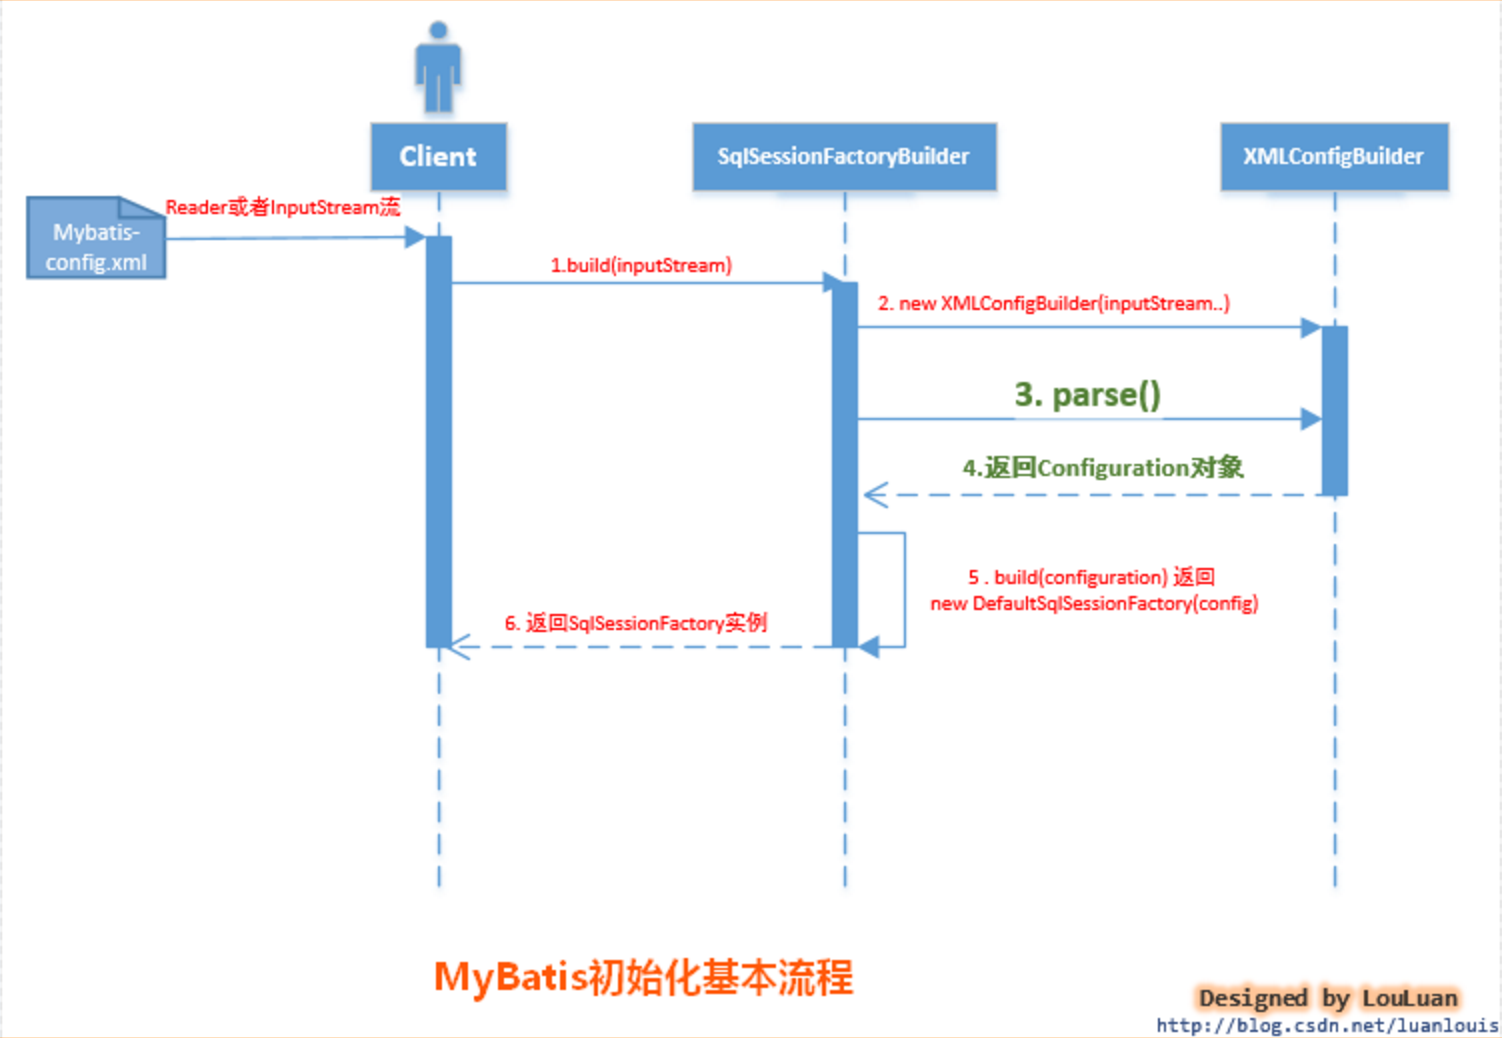 Client
SqlSessionFactoryBuilder
XMLConfigBuilder
Mybatis-
config.xml
Reader或者InputStream流
1.build(inputStream)
2. new XMLConfigBuilder(inputStream..)
3. parse()
4.返回Configuration对象
5 . build(configuration) 返回
new DefaultSqlSessionFactory(config)
6. 返回SqlSessionFactory实例
MyBatis初始化基本流程
Designed by LouLuan
http://blog.csdn.net/luanlouis